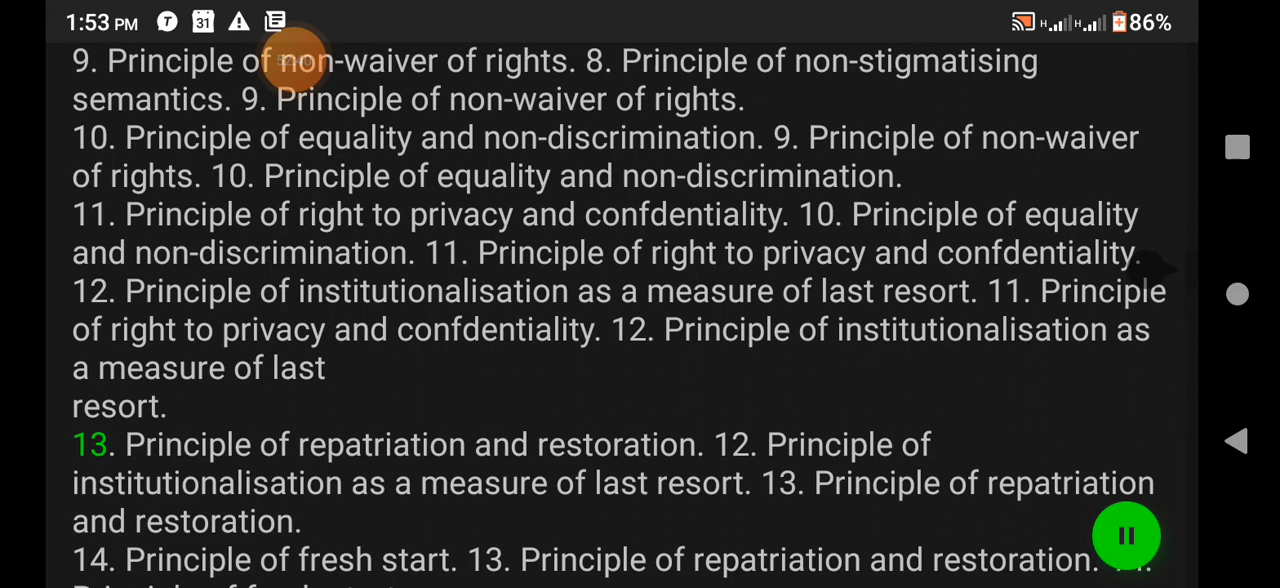 1:53 PM 31 86%
9. Principle of non-waiver of rights. 8. Principle of non-stigmatising
semantics. 9. Principle of non-waiver of rights.
10. Principle of equality and non-discrimination. 9. Principle of non-waiver
of rights. 10. Principle of equality and non-discrimination.
11. Principle of right to privacy and confdentiality. 10. Principle of equality
and non-discrimination. 11. Principle of right to privacy and confdentiality.
12. Principle of institutionalisation as a measure of last resort. 11. Principle
of right to privacy and confdentiality. 12. Principle of institutionalisation as
a measure of last
resort.
13. Principle of repatriation and restoration. 12. Principle of
institutionalisation as a measure of last resort. 13. Principle of repatriation
and restoration.
14. Principle of fresh start. 13. Principle of repatriation and restoration.